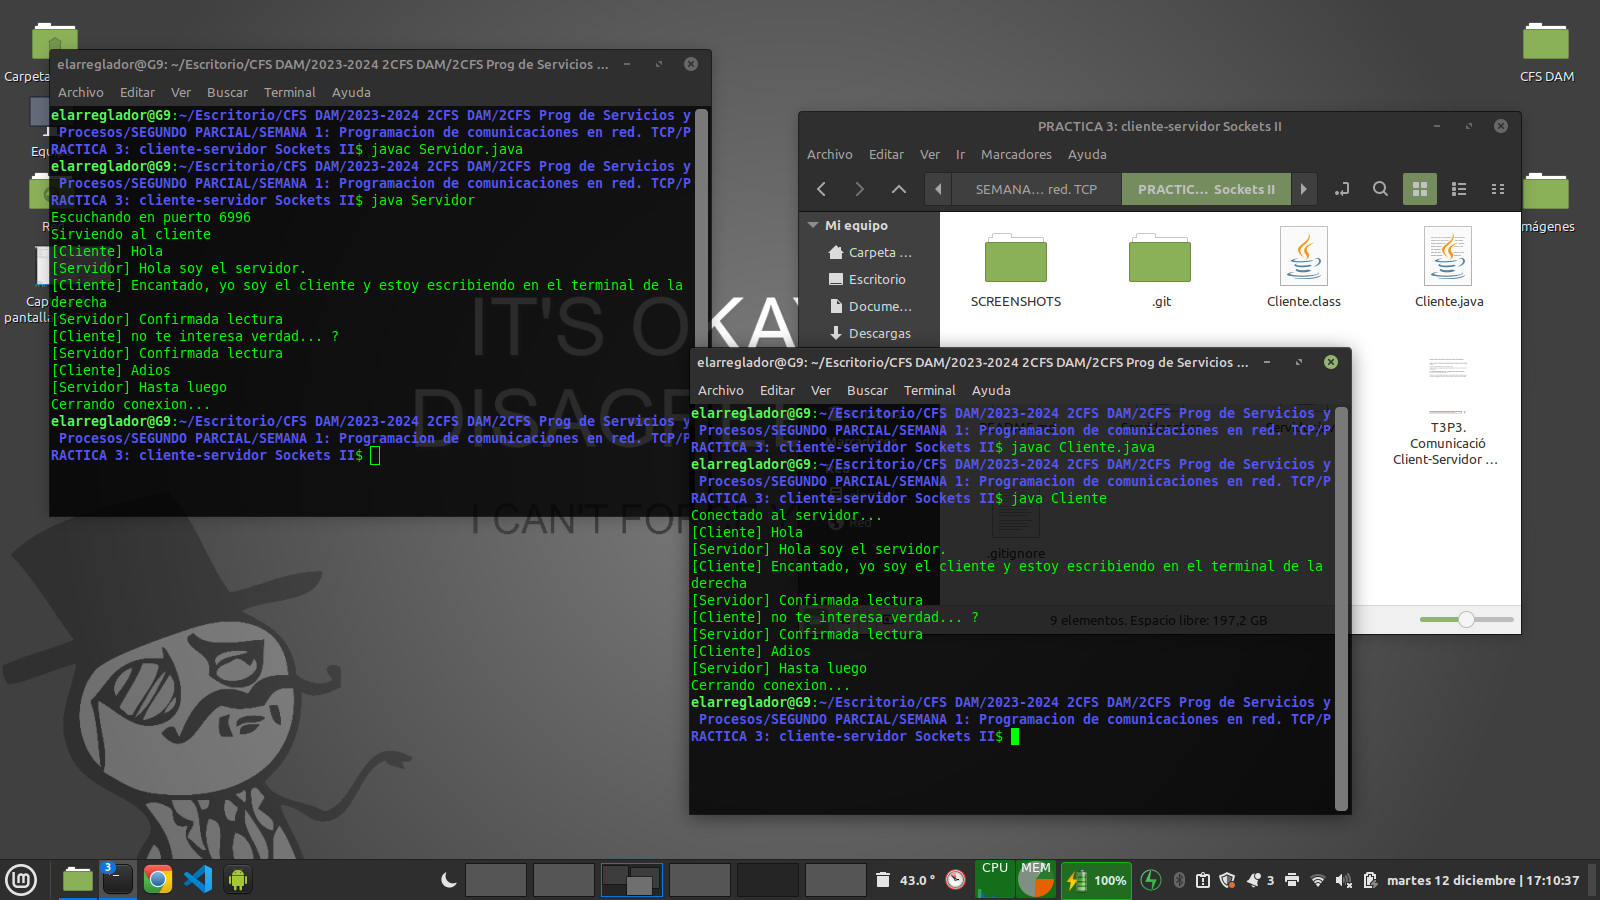 Carpeta
Equ
R
Cap
pantall
CFS DAM
mágenes
IT'S OKAY
DISAGREE
I CAN'T FOR
elarreglador@G9: ~/Escritorio/CFS DAM/2023-2024 2CFS DAM/2CFS Prog de Servicios ...
Archivo Editar Ver Buscar Terminal Ayuda
elarreglador@G9:~/Escritorio/CFS DAM/2023-2024 2CFS DAM/2CFS Prog de Servicios y
Procesos/SEGUNDO PARCIAL/SEMANA 1: Programacion de comunicaciones en red. TCP/P
RACTICA 3: cliente-servidor Sockets II$ javac Servidor.java
elarreglador@G9:~/Escritorio/CFS DAM/2023-2024 2CFS DAM/2CFS Prog de Servicios y
Procesos/SEGUNDO PARCIAL/SEMANA 1: Programacion de comunicaciones en red. TCP/P
RACTICA 3: cliente-servidor Sockets II$ java Servidor
Escuchando en puerto 6996
Sirviendo al cliente
[Cliente] Hola
[Servidor] Hola soy el servidor.
[Cliente] Encantado, yo soy el cliente y estoy escribiendo en el terminal de la
derecha
[Servidor] Confirmada lectura
[Cliente] no te interesa verdad... ?
[Servidor] Confirmada lectura
[Cliente] Adios
[Servidor] Hasta luego
Cerrando conexion...
elarreglador@G9:~/Escritorio/CFS DAM/2023-2024 2CFS DAM/2CFS Prog de Servicios y
Procesos/SEGUNDO PARCIAL/SEMANA 1: Programacion de comunicaciones en red. TCP/P
RACTICA 3: cliente-servidor Sockets II$
PRACTICA 3: cliente-servidor Sockets II
Archivo Editar Ver Ir Marcadores Ayuda
SEMANA... red. TCP PRACTIC... Sockets II
Mi equipo
Carpeta ...
Escritorio
Docume...
Descargas
Red
SCREENSHOTS .git Cliente.class Cliente.java
T3P3.
Comunicació
Client-Servidor ...
.gitignore
9 elementos. Espacio libre: 197,2 GB
elarreglador@G9: ~/Escritorio/CFS DAM/2023-2024 2CFS DAM/2CFS Prog de Servicios ...
Archivo Editar Ver Buscar Terminal Ayuda
elarreglador@G9:~/Escritorio/CFS DAM/2023-2024 2CFS DAM/2CFS Prog de Servicios y
Procesos/SEGUNDO PARCIAL/SEMANA 1: Programacion de comunicaciones en red. TCP/P
RACTICA 3: cliente-servidor Sockets II$ javac Cliente.java
elarreglador@G9:~/Escritorio/CFS DAM/2023-2024 2CFS DAM/2CFS Prog de Servicios y
Procesos/SEGUNDO PARCIAL/SEMANA 1: Programacion de comunicaciones en red. TCP/P
RACTICA 3: cliente-servidor Sockets II$ java Cliente
Conectado al servidor...
[Cliente] Hola
[Servidor] Hola soy el servidor.
[Cliente] Encantado, yo soy el cliente y estoy escribiendo en el terminal de la
derecha
[Servidor] Confirmada lectura
[Cliente] no te interesa verdad... ?
[Servidor] Confirmada lectura
[Cliente] Adios
[Servidor] Hasta luego
Cerrando conexion...
elarreglador@G9:~/Escritorio/CFS DAM/2023-2024 2CFS DAM/2CFS Prog de Servicios y
Procesos/SEGUNDO PARCIAL/SEMANA 1: Programacion de comunicaciones en red. TCP/P
RACTICA 3: cliente-servidor Sockets II$
3 43.0 ° CPU MEM 100% 3 martes 12 diciembre | 17:10:37